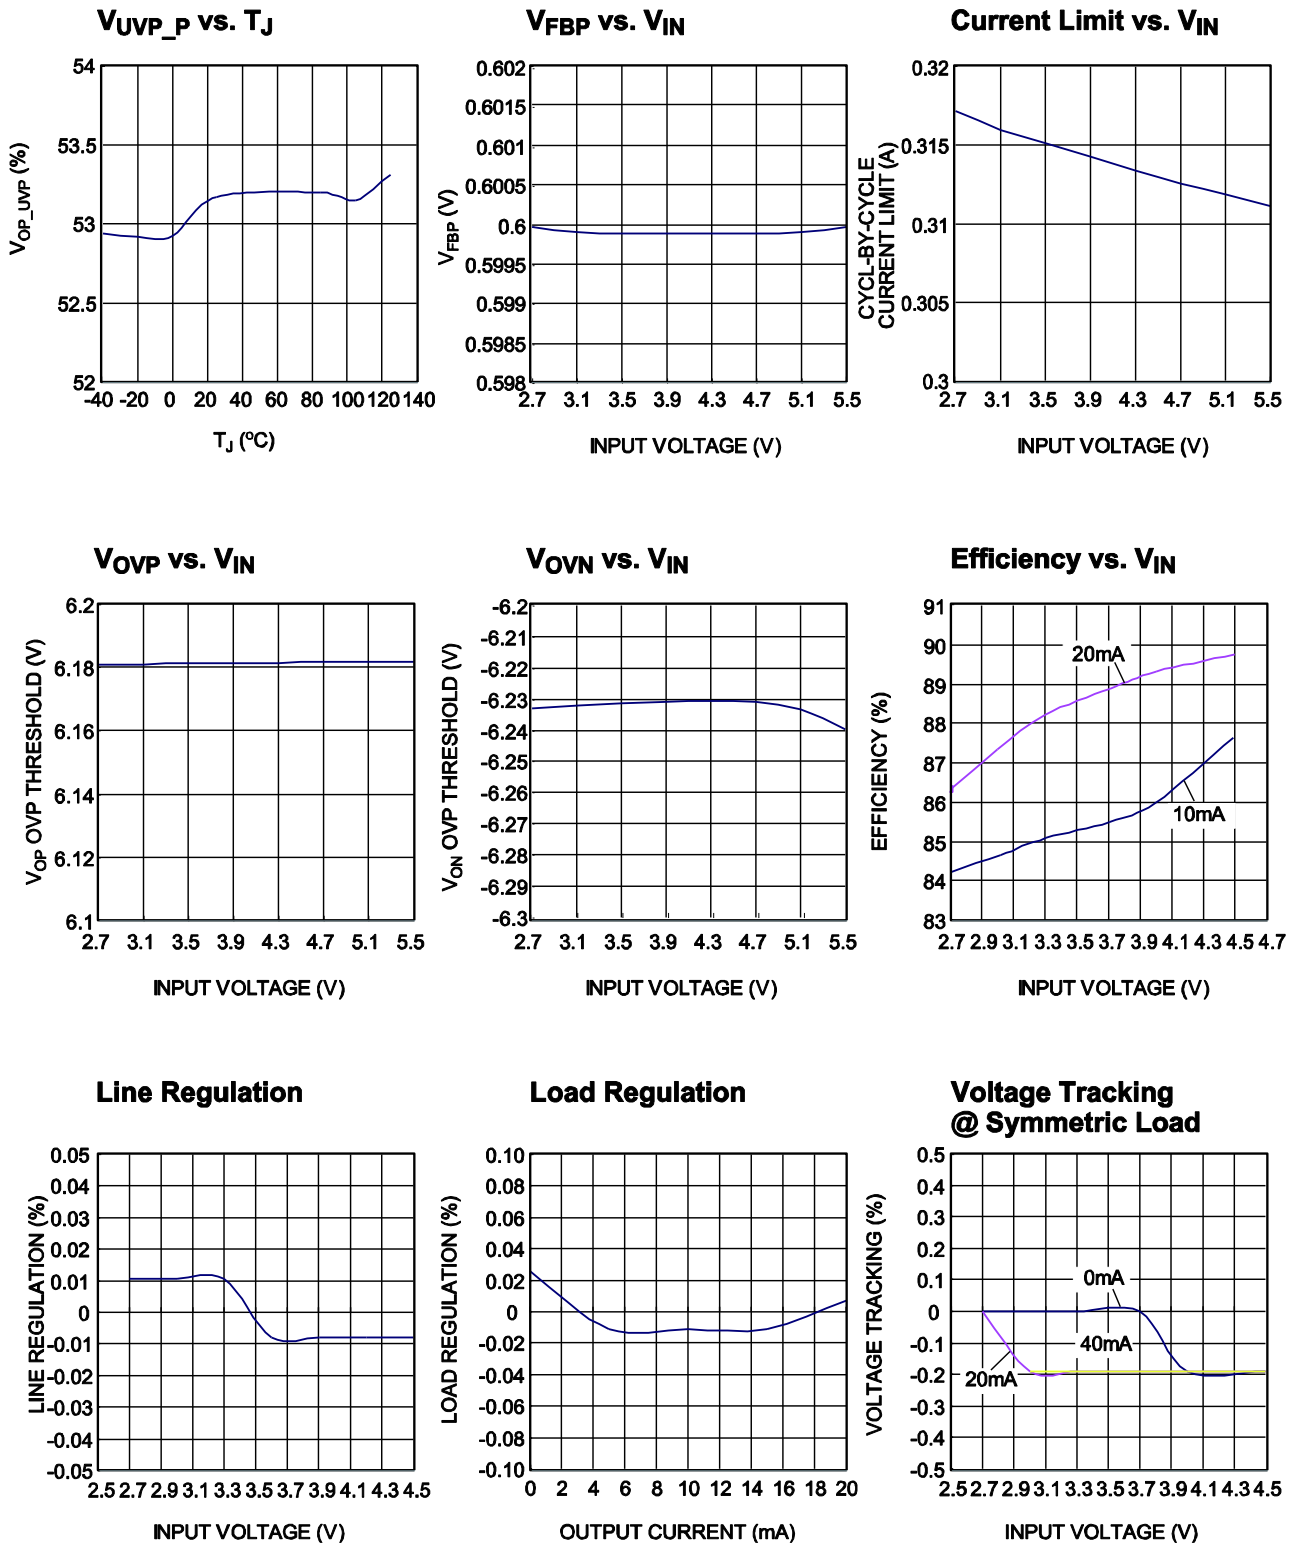 VUVP_P vs. TJ
VOP_UVP (%)
54
53.5
53
52.5
52
-40 -20 0 20 40 60 80 100 120 140
TJ (ºC)
VFBP vs. VIN
VFBP (V)
0.602
0.6015
0.601
0.6005
0.6
0.5995
0.599
0.5985
0.598
2.7 3.1 3.5 3.9 4.3 4.7 5.1 5.5
INPUT VOLTAGE (V)
Current Limit vs. VIN
CYCL-BY-CYCLE
CURRENT LIMIT (A)
0.32
0.315
0.31
0.305
0.3
2.7 3.1 3.5 3.9 4.3 4.7 5.1 5.5
INPUT VOLTAGE (V)
VOVP vs. VIN
VOP OVP THRESHOLD (V)
6.2
6.18
6.16
6.14
6.12
6.1
2.7 3.1 3.5 3.9 4.3 4.7 5.1 5.5
INPUT VOLTAGE (V)
VOVN vs. VIN
VON OVP THRESHOLD (V)
-6.2
-6.21
-6.22
-6.23
-6.24
-6.25
-6.26
-6.27
-6.28
-6.29
-6.3
2.7 3.1 3.5 3.9 4.3 4.7 5.1 5.5
INPUT VOLTAGE (V)
Efficiency vs. VIN
EFFICIENCY (%)
91
90
89
88
87
86
85
84
83
20mA
10mA
2.7 2.9 3.1 3.3 3.5 3.7 3.9 4.1 4.3 4.5 4.7
INPUT VOLTAGE (V)
Line Regulation
LINE REGULATION (%)
0.05
0.04
0.03
0.02
0.01
0
-0.01
-0.02
-0.03
-0.04
-0.05
2.5 2.7 2.9 3.1 3.3 3.5 3.7 3.9 4.1 4.3 4.5
INPUT VOLTAGE (V)
Load Regulation
LOAD REGULATION (%)
0.10
0.08
0.06
0.04
0.02
0
-0.02
-0.04
-0.06
-0.08
-0.10
0 2 4 6 8 10 12 14 16 18 20
OUTPUT CURRENT (mA)
Voltage Tracking
@ Symmetric Load
VOLTAGE TRACKING (%)
0.5
0.4
0.3
0.2
0.1
0
-0.1
-0.2
-0.3
-0.4
-0.5
0mA
40mA
20mA
2.5 2.7 2.9 3.1 3.3 3.5 3.7 3.9 4.1 4.3 4.5
INPUT VOLTAGE (V)